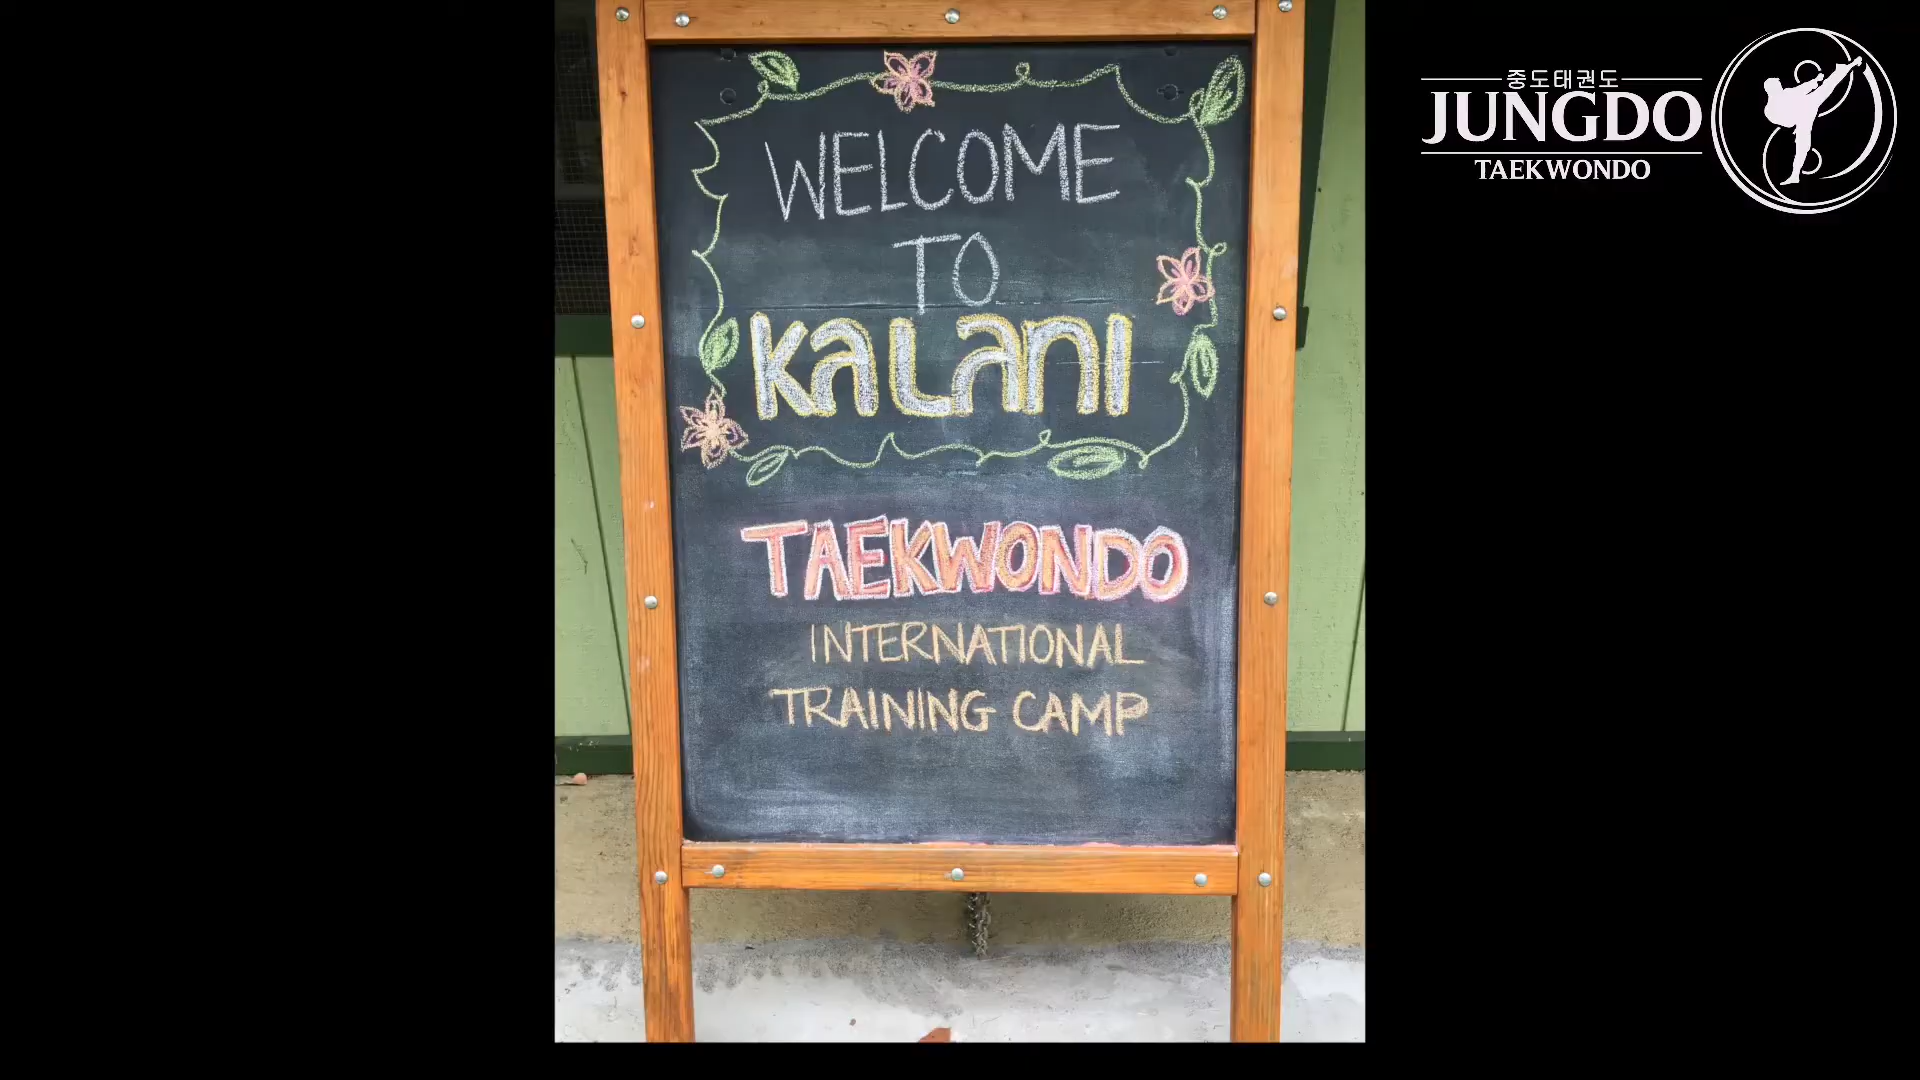 WELCOME
TO
KALANI
TAEKWONDO
INTERNATIONAL
TRAINING CAMP
중도태권도
JUNGDO
TAEKWONDO